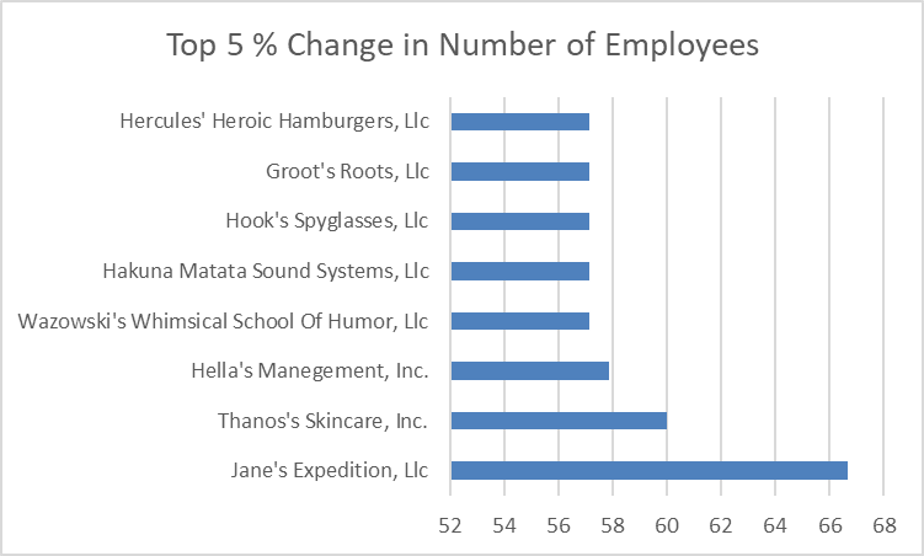 Top 5 % Change in Number of Employees
Hercules' Heroic Hamburgers, Llc
Groot's Roots, Llc
Hook's Spyglasses, Llc
Hakuna Matata Sound Systems, Llc
Wazowski's Whimsical School Of Humor, Llc
Hella's Manegement, Inc.
Thanos's Skincare, Inc.
Jane's Expedition, Llc
52 54 56 58 60 62 64 66 68